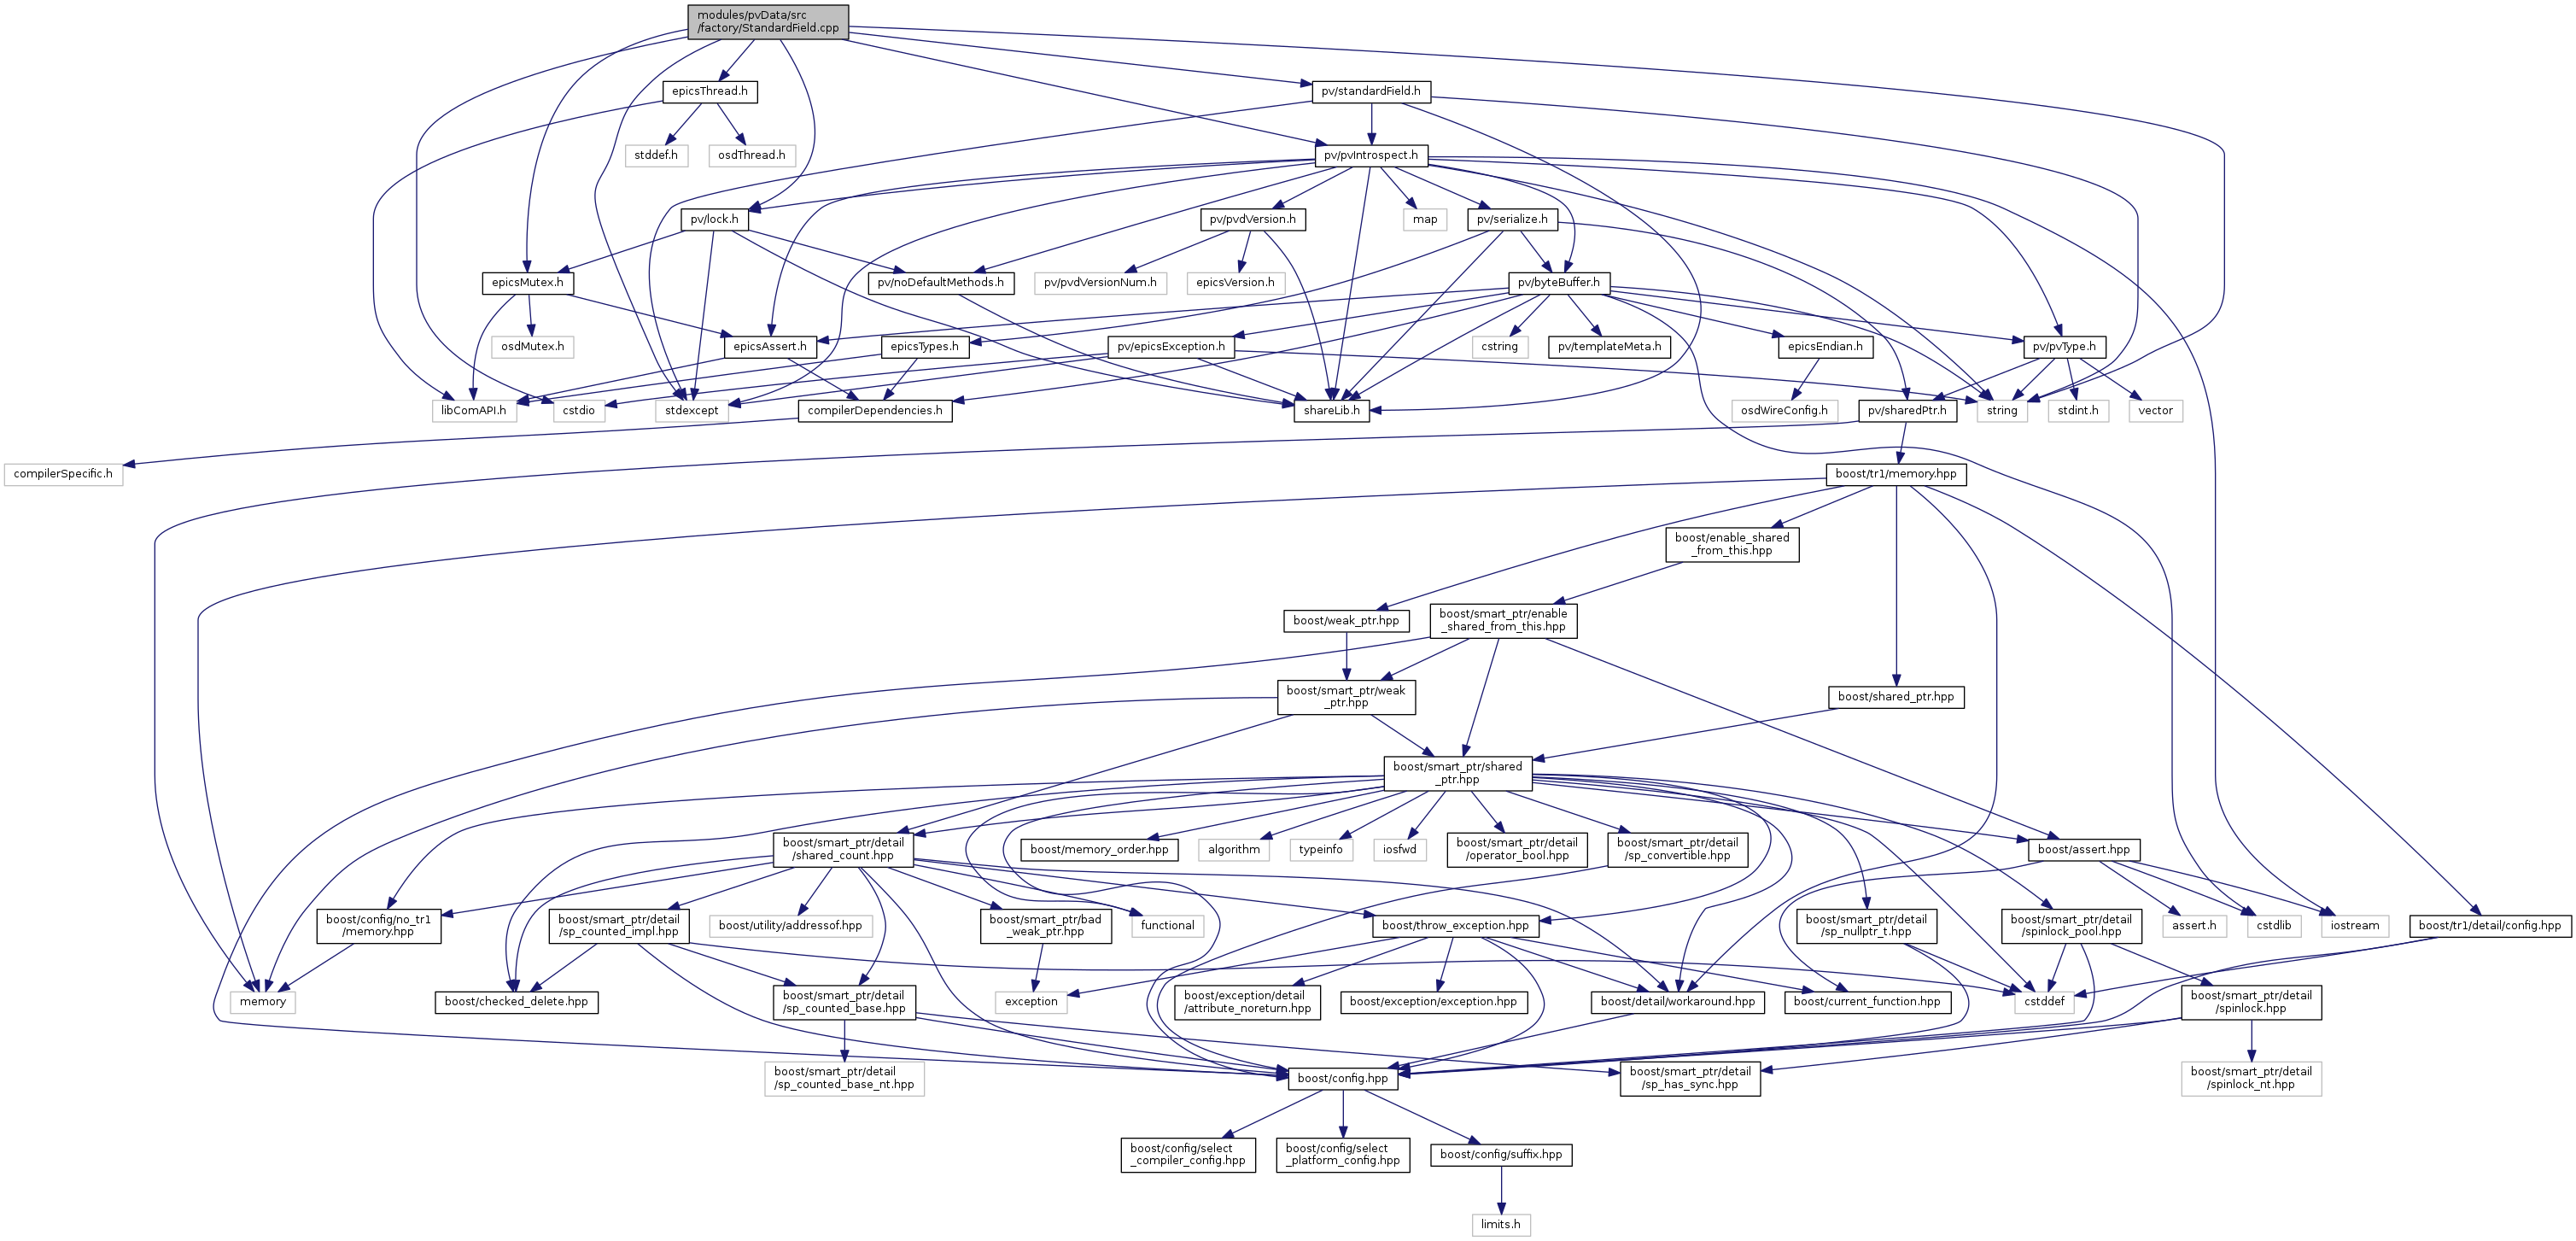 modules/pvData/src
/factory/StandardField.cpp
epicsThread.h
pv/standardField.h
stddef.h
osdThread.h
pv/pvIntrospect.h
pv/lock.h
pv/pvdVersion.h
map
pv/serialize.h
epicsMutex.h
pv/noDefaultMethods.h
pv/pvdVersionNum.h
epicsVersion.h
pv/byteBuffer.h
osdMutex.h
epicsAssert.h
epicsTypes.h
pv/epicsException.h
cstring
pv/templateMeta.h
epicsEndian.h
pv/pvType.h
libComAPI.h
cstdio
stdexcept
compilerDependencies.h
shareLib.h
osdWireConfig.h
pv/sharedPtr.h
string
stdint.h
vector
compilerSpecific.h
boost/tr1/memory.hpp
boost/enable_shared
_from_this.hpp
boost/weak_ptr.hpp
boost/smart_ptr/enable
_shared_from_this.hpp
boost/smart_ptr/weak
_ptr.hpp
boost/shared_ptr.hpp
boost/smart_ptr/shared
_ptr.hpp
boost/smart_ptr/detail
/shared_count.hpp
boost/memory_order.hpp
algorithm
typeinfo
iosfwd
boost/smart_ptr/detail
/operator_bool.hpp
boost/smart_ptr/detail
/sp_convertible.hpp
boost/assert.hpp
boost/config/no_tr1
/memory.hpp
boost/smart_ptr/detail
/sp_counted_impl.hpp
boost/utility/addressof.hpp
boost/smart_ptr/bad
_weak_ptr.hpp
functional
boost/throw_exception.hpp
boost/smart_ptr/detail
/sp_nullptr_t.hpp
boost/smart_ptr/detail
/spinlock_pool.hpp
assert.h
cstdlib
iostream
boost/tr1/detail/config.hpp
memory
boost/checked_delete.hpp
boost/smart_ptr/detail
/sp_counted_base.hpp
exception
boost/exception/detail
/attribute_noreturn.hpp
boost/exception/exception.hpp
boost/detail/workaround.hpp
boost/current_function.hpp
cstddef
boost/smart_ptr/detail
/spinlock.hpp
boost/smart_ptr/detail
/sp_counted_base_nt.hpp
boost/config.hpp
boost/smart_ptr/detail
/sp_has_sync.hpp
boost/smart_ptr/detail
/spinlock_nt.hpp
boost/config/select
_compiler_config.hpp
boost/config/select
_platform_config.hpp
boost/config/suffix.hpp
limits.h